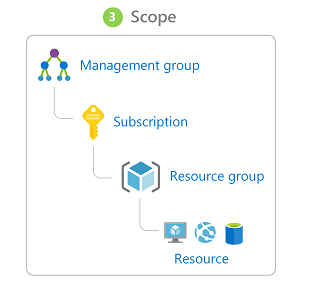 3 Scope
Management group
Subscription
Resource group
Resource